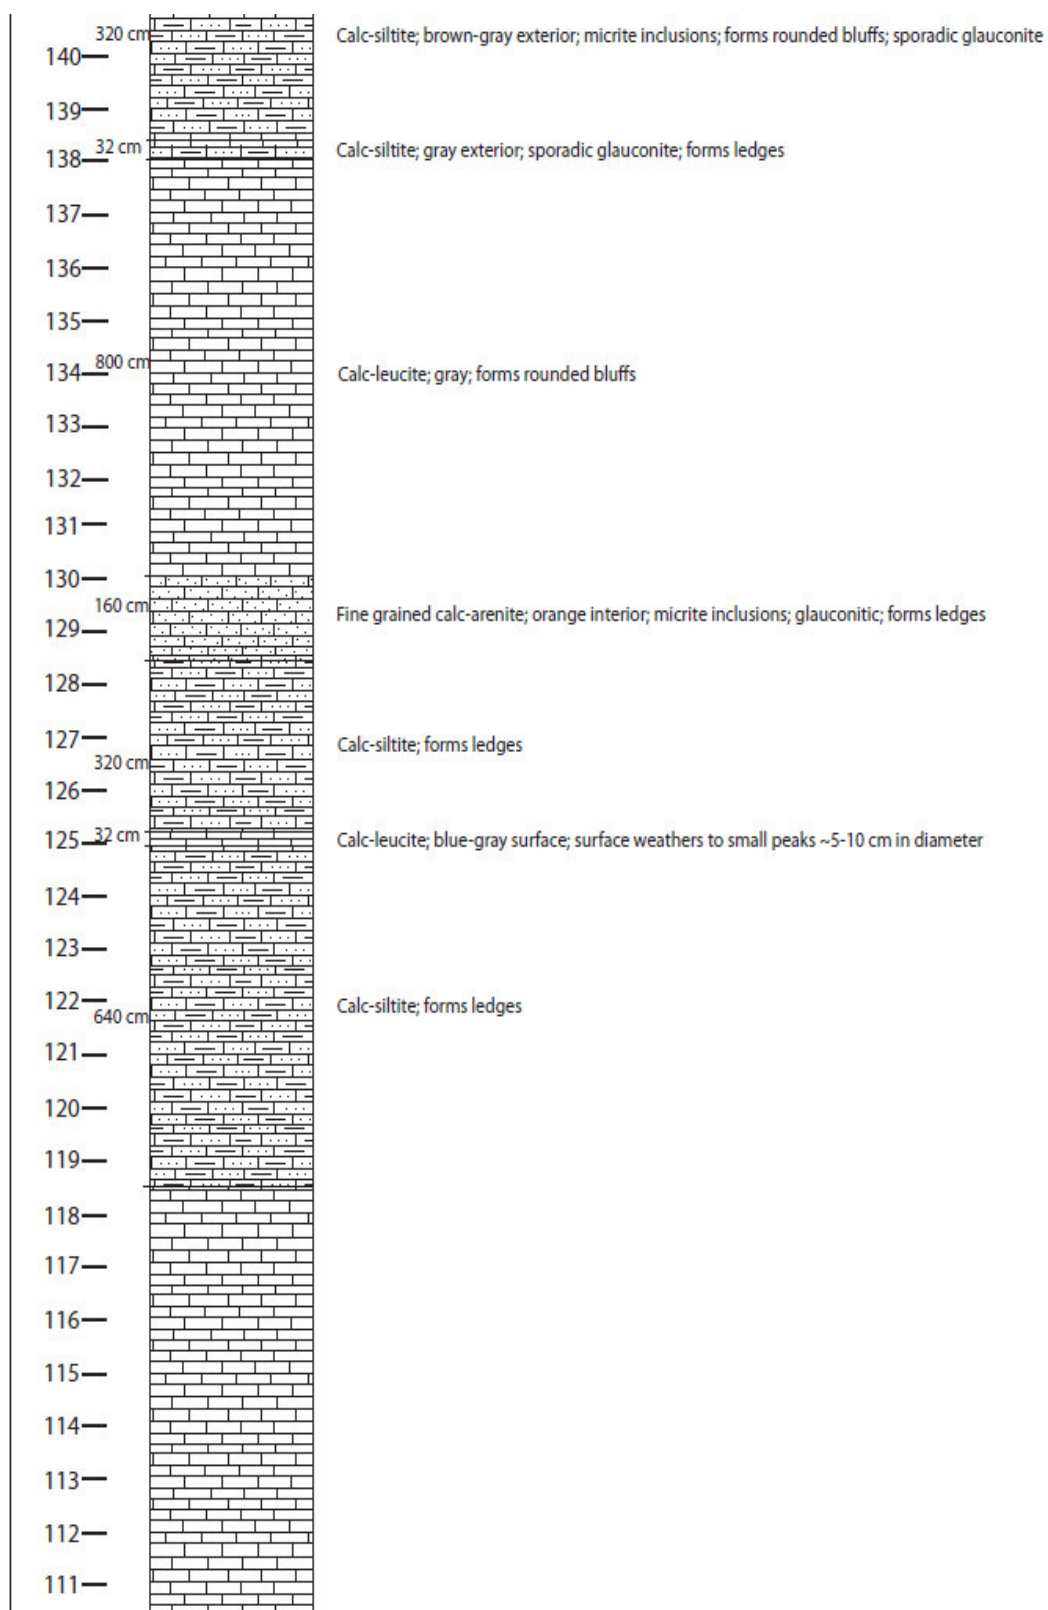 320 cm Calc-siltite; brown-gray exterior; micrite inclusions; forms rounded bluffs; sporadic glauconite
140
139
32 cm Calc-siltite; gray exterior; sporadic glauconite; forms ledges
138
137
136
135
800 cm
134 Calc-leucite; gray; forms rounded bluffs
133
132
131
130
160 cm Fine grained calc-arenite; orange interior; micrite inclusions; glauconitic; forms ledges
129
128
127 Calc-siltite; forms ledges
320 cm
126
125 32 cm Calc-leucite; blue-gray surface; surface weathers to small peaks ~5-10 cm in diameter
124
123
122 Calc-siltite; forms ledges
640 cm
121
120
119
118
117
116
115
114
113
112
111